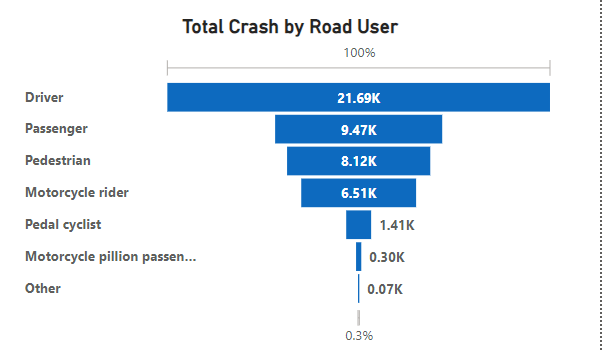 Total Crash by Road User
100%
Driver 21.69K
Passenger 9.47K
Pedestrian 8.12K
Motorcycle rider 6.51K
Pedal cyclist 1.41K
Motorcycle pillion passen... 0.30K
Other 0.07K
0.3%